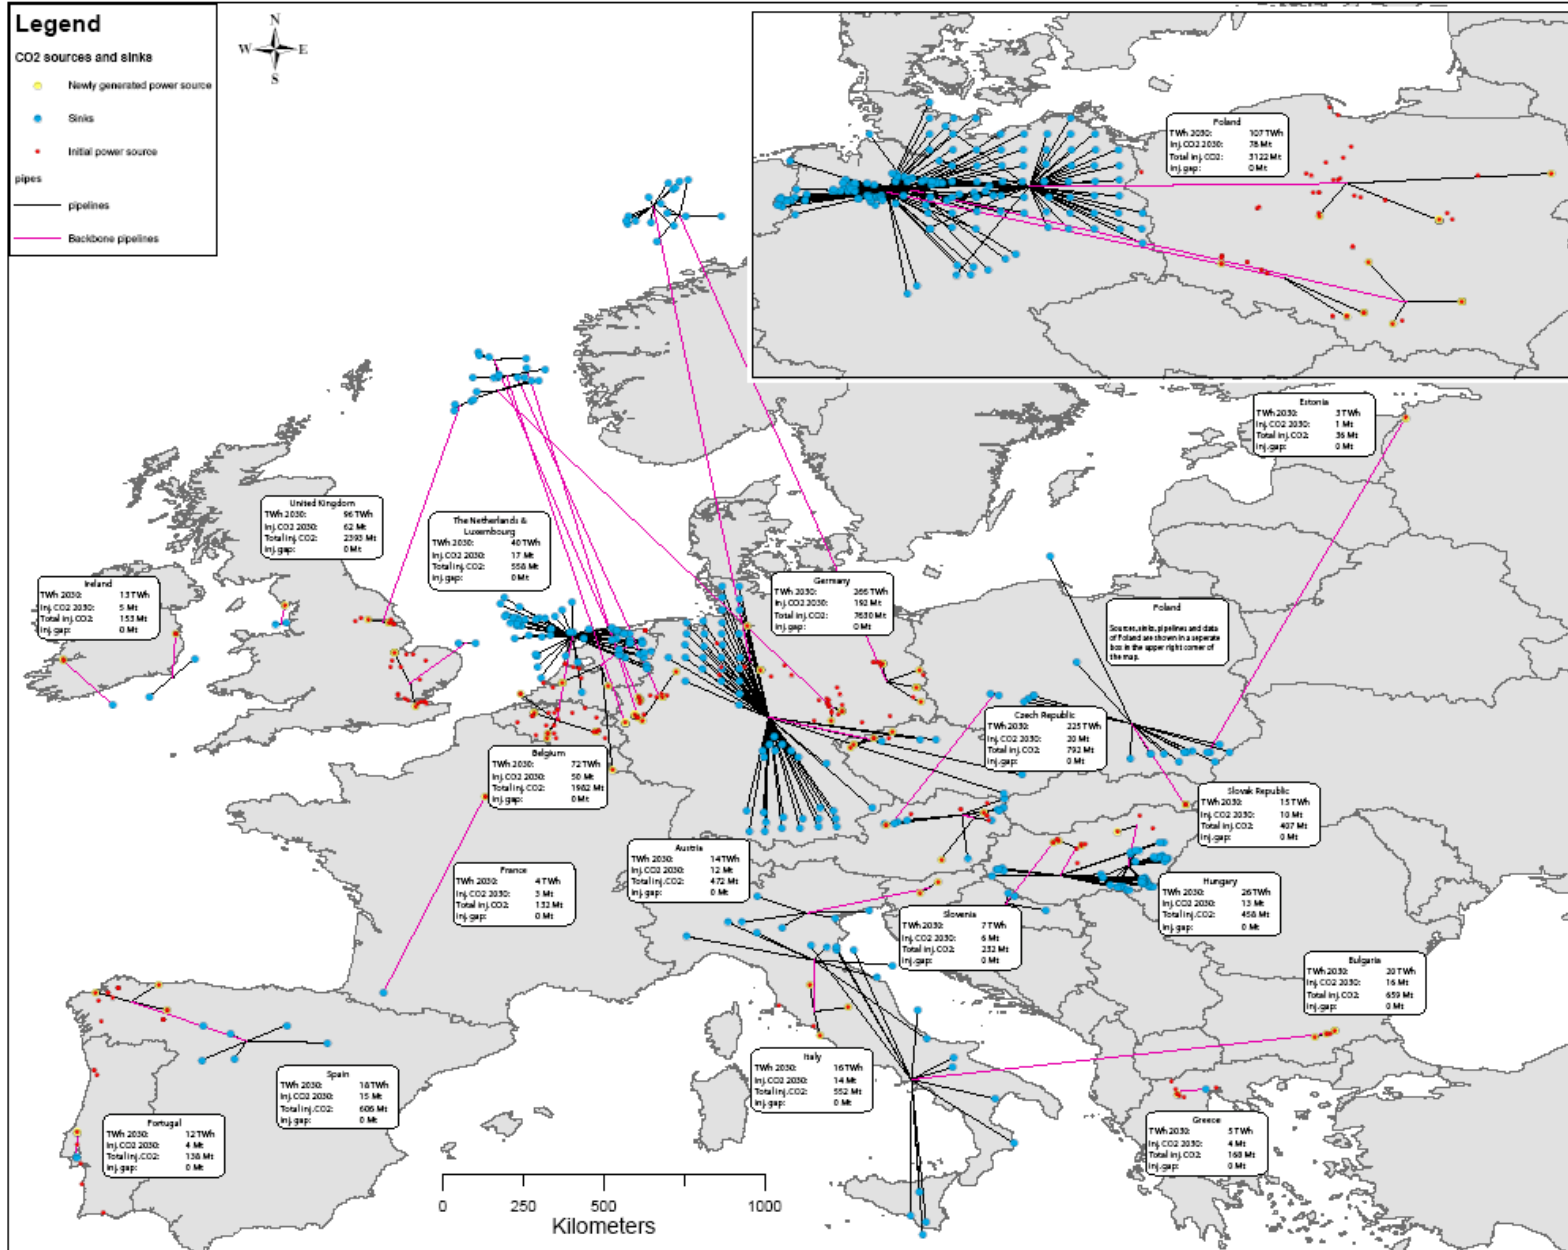 Legend
N
W E
S
CO2 sources and sinks
Newly generated power source
Sinks
Initial power source
pipes
pipelines
Backbone pipelines
Poland
TWh 2030: 107 TWh
Inj. CO2 2030: 78 Mt
Total inj. CO2: 3122 Mt
Inj. gap: 0 Mt
Estonia
TWh 2030: 3 TWh
Inj. CO2 2030: 1 Mt
Total inj. CO2: 36 Mt
Inj. gap: 0 Mt
United Kingdom
TWh 2030: 96 TWh
Inj. CO2 2030: 62 Mt
Total inj. CO2: 2393 Mt
Inj. gap: 0 Mt
The Netherlands &
Luxembourg
TWh 2030: 40 TWh
Inj. CO2 2030: 17 Mt
Total inj. CO2: 558 Mt
Inj. gap: 0 Mt
Ireland
TWh 2030: 13 TWh
Inj. CO2 2030: 5 Mt
Total inj. CO2: 153 Mt
Inj. gap: 0 Mt
Germany
TWh 2030: 266 TWh
Inj. CO2 2030: 192 Mt
Total inj. CO2: 7630 Mt
Inj. gap: 0 Mt
Poland
Sources, sinks, pipelines and data
of Poland are shown in a seperate
box in the upper right corner of
the map.
Czech Republic
TWh 2030: 225 TWh
Inj. CO2 2030: 20 Mt
Total inj. CO2: 792 Mt
Inj. gap: 0 Mt
Belgium
TWh 2030: 72 TWh
Inj. CO2 2030: 50 Mt
Total inj. CO2: 1982 Mt
Inj. gap: 0 Mt
Slovak Republic
TWh 2030: 15 TWh
Inj. CO2 2030: 10 Mt
Total inj. CO2: 407 Mt
Inj. gap: 0 Mt
Austria
TWh 2030: 14 TWh
Inj. CO2 2030: 12 Mt
Total inj. CO2: 472 Mt
Inj. gap: 0 Mt
France
TWh 2030: 4 TWh
Inj. CO2 2030: 3 Mt
Total inj. CO2: 132 Mt
Inj. gap: 0 Mt
Hungary
TWh 2030: 26 TWh
Inj. CO2 2030: 13 Mt
Total inj. CO2: 458 Mt
Inj. gap: 0 Mt
Slovenia
TWh 2030: 7 TWh
Inj. CO2 2030: 6 Mt
Total inj. CO2: 232 Mt
Inj. gap: 0 Mt
Bulgaria
TWh 2030: 20 TWh
Inj. CO2 2030: 16 Mt
Total inj. CO2: 659 Mt
Inj. gap: 0 Mt
Italy
TWh 2030: 16 TWh
Inj. CO2 2030: 14 Mt
Total inj. CO2: 552 Mt
Inj. gap: 0 Mt
Spain
TWh 2030: 18 TWh
Inj. CO2 2030: 15 Mt
Total inj. CO2: 606 Mt
Inj. gap: 0 Mt
Portugal
TWh 2030: 12 TWh
Inj. CO2 2030: 4 Mt
Total inj. CO2: 138 Mt
Inj. gap: 0 Mt
Greece
TWh 2030: 5 TWh
Inj. CO2 2030: 4 Mt
Total inj. CO2: 168 Mt
Inj. gap: 0 Mt
0 250 500 1000
Kilometers